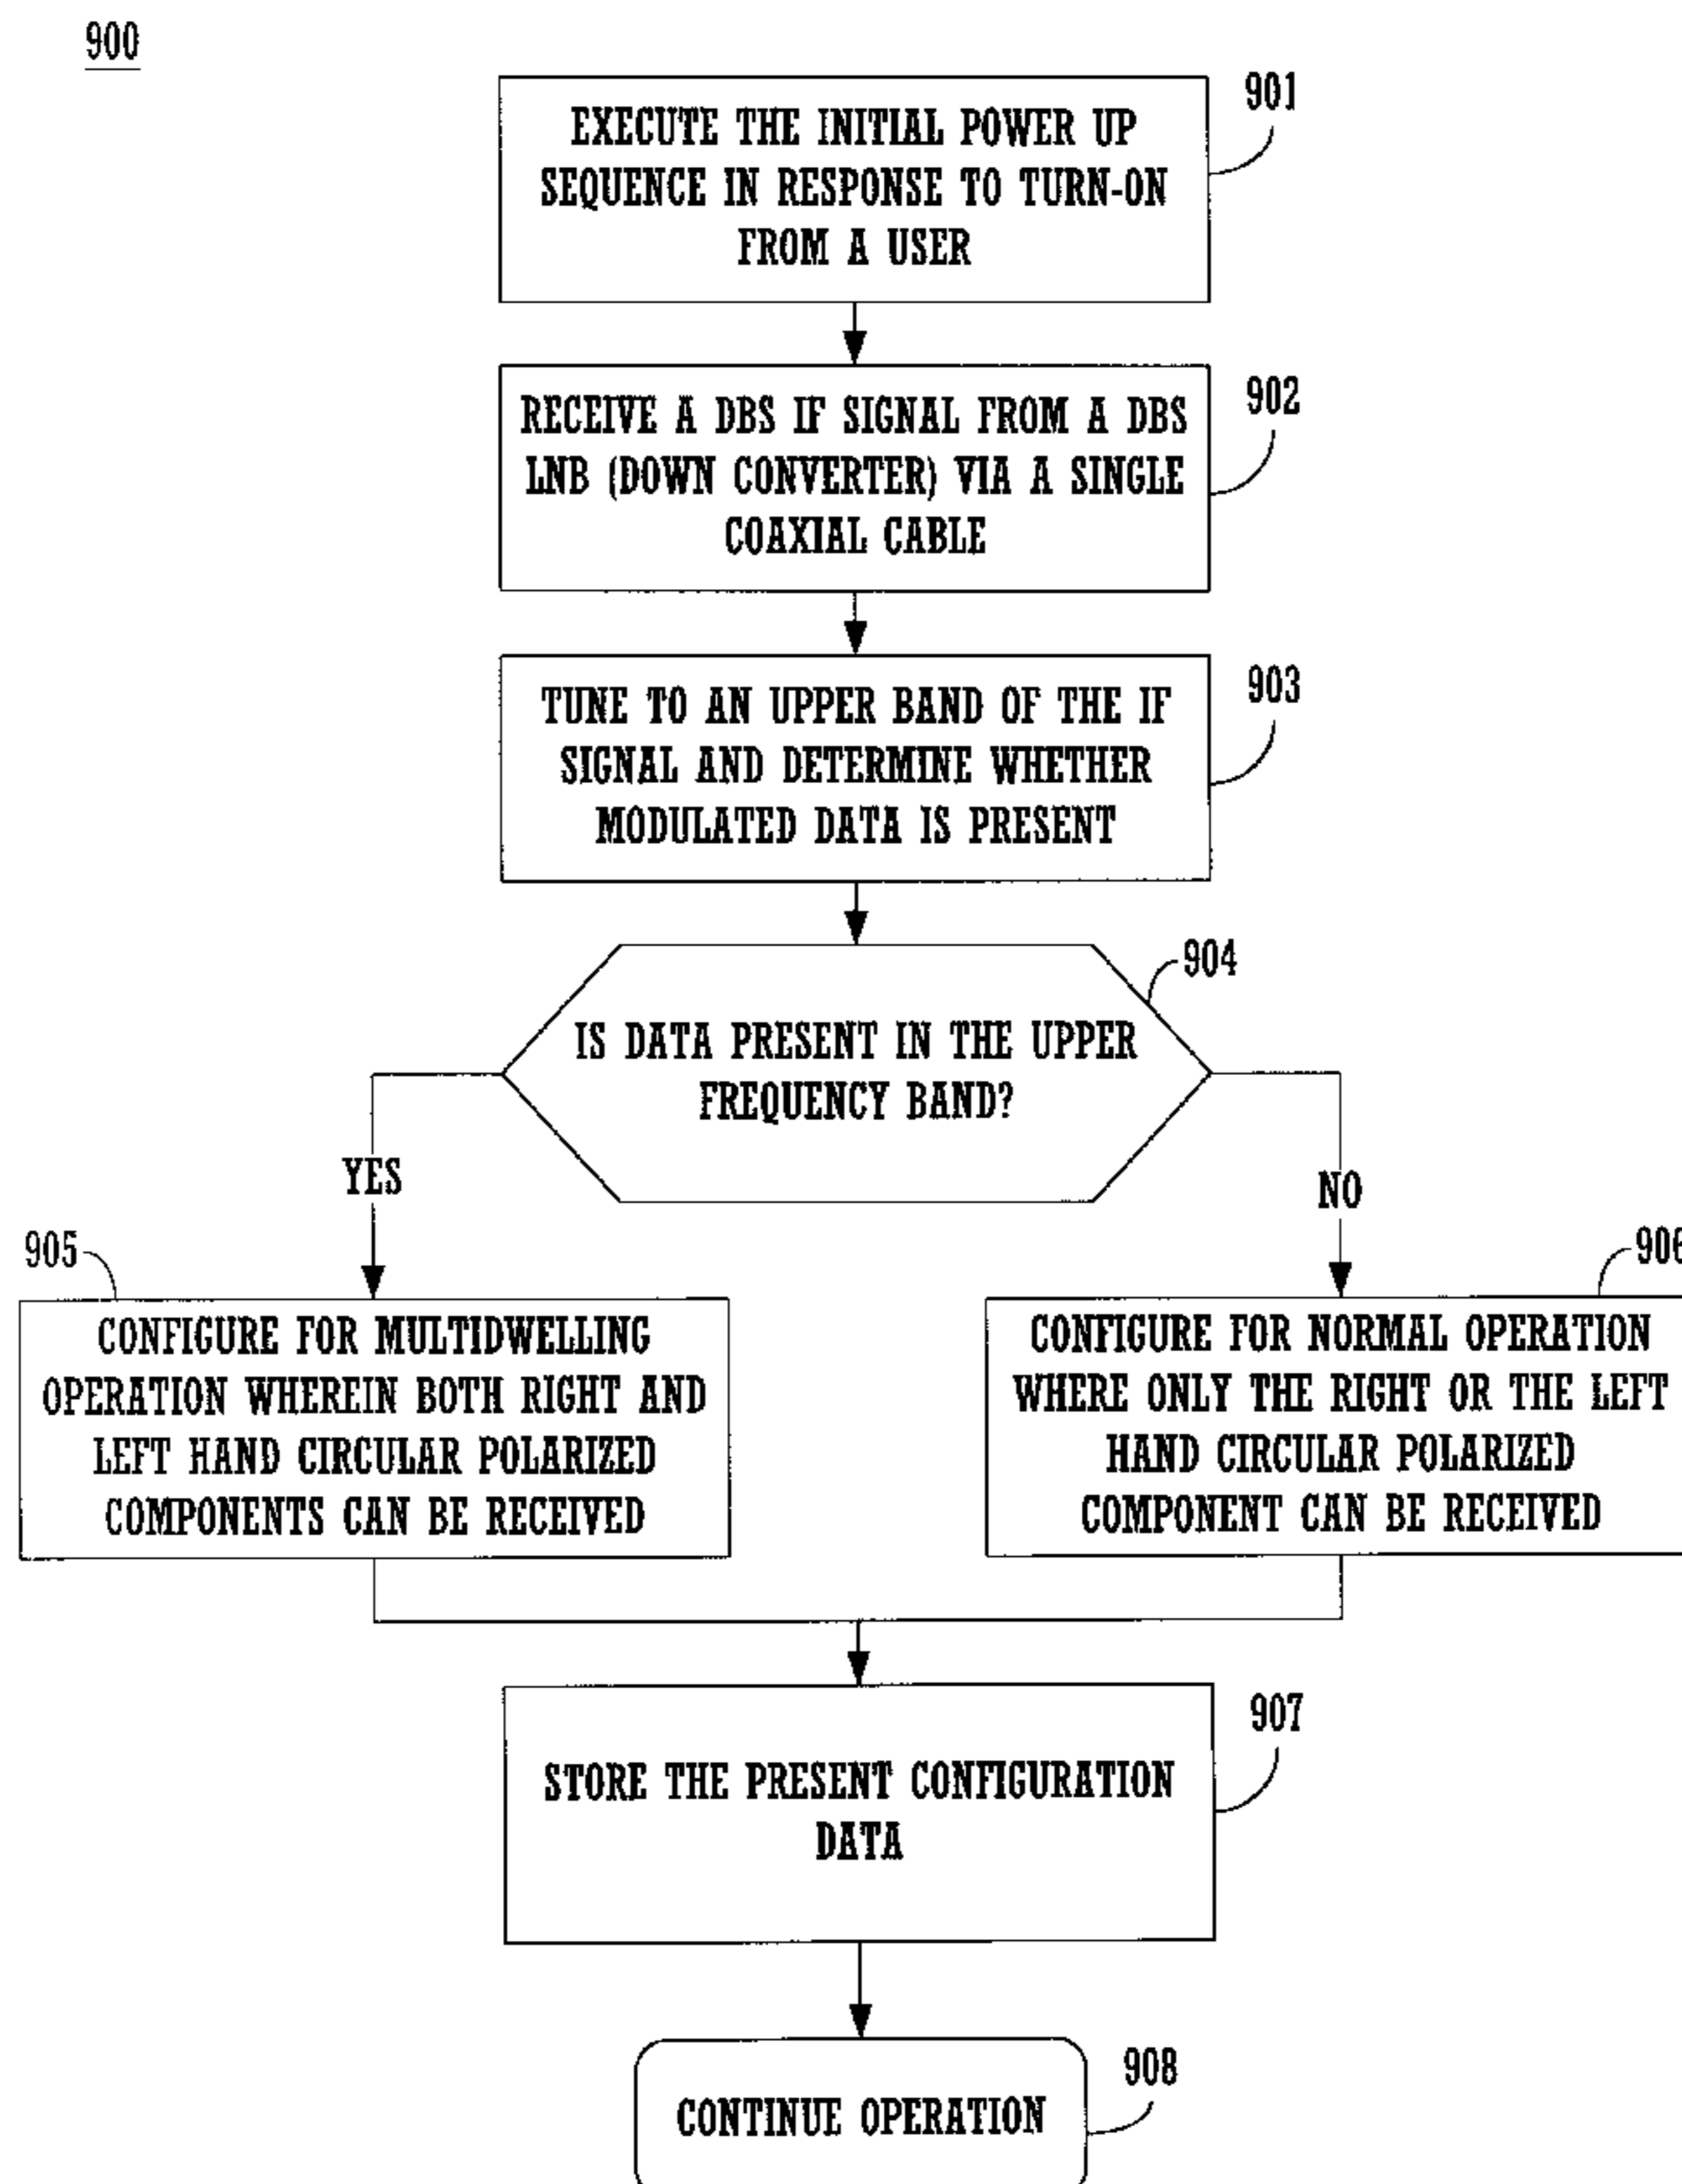 900
901
EXECUTE THE INITIAL POWER UP
SEQUENCE IN RESPONSE TO TURN-ON
FROM A USER
902
RECEIVE A DBS IF SIGNAL FROM A DBS
LNB (DOWN CONVERTER) VIA A SINGLE
COAXIAL CABLE
903
TUNE TO AN UPPER BAND OF THE IF
SIGNAL AND DETERMINE WHETHER
MODULATED DATA IS PRESENT
904
IS DATA PRESENT IN THE UPPER
FREQUENCY BAND?
YES
NO
905
CONFIGURE FOR MULTIDWELLING
OPERATION WHEREIN BOTH RIGHT AND
LEFT HAND CIRCULAR POLARIZED
COMPONENTS CAN BE RECEIVED
906
CONFIGURE FOR NORMAL OPERATION
WHERE ONLY THE RIGHT OR THE LEFT
HAND CIRCULAR POLARIZED
COMPONENT CAN BE RECEIVED
907
STORE THE PRESENT CONFIGURATION
DATA
908
CONTINUE OPERATION